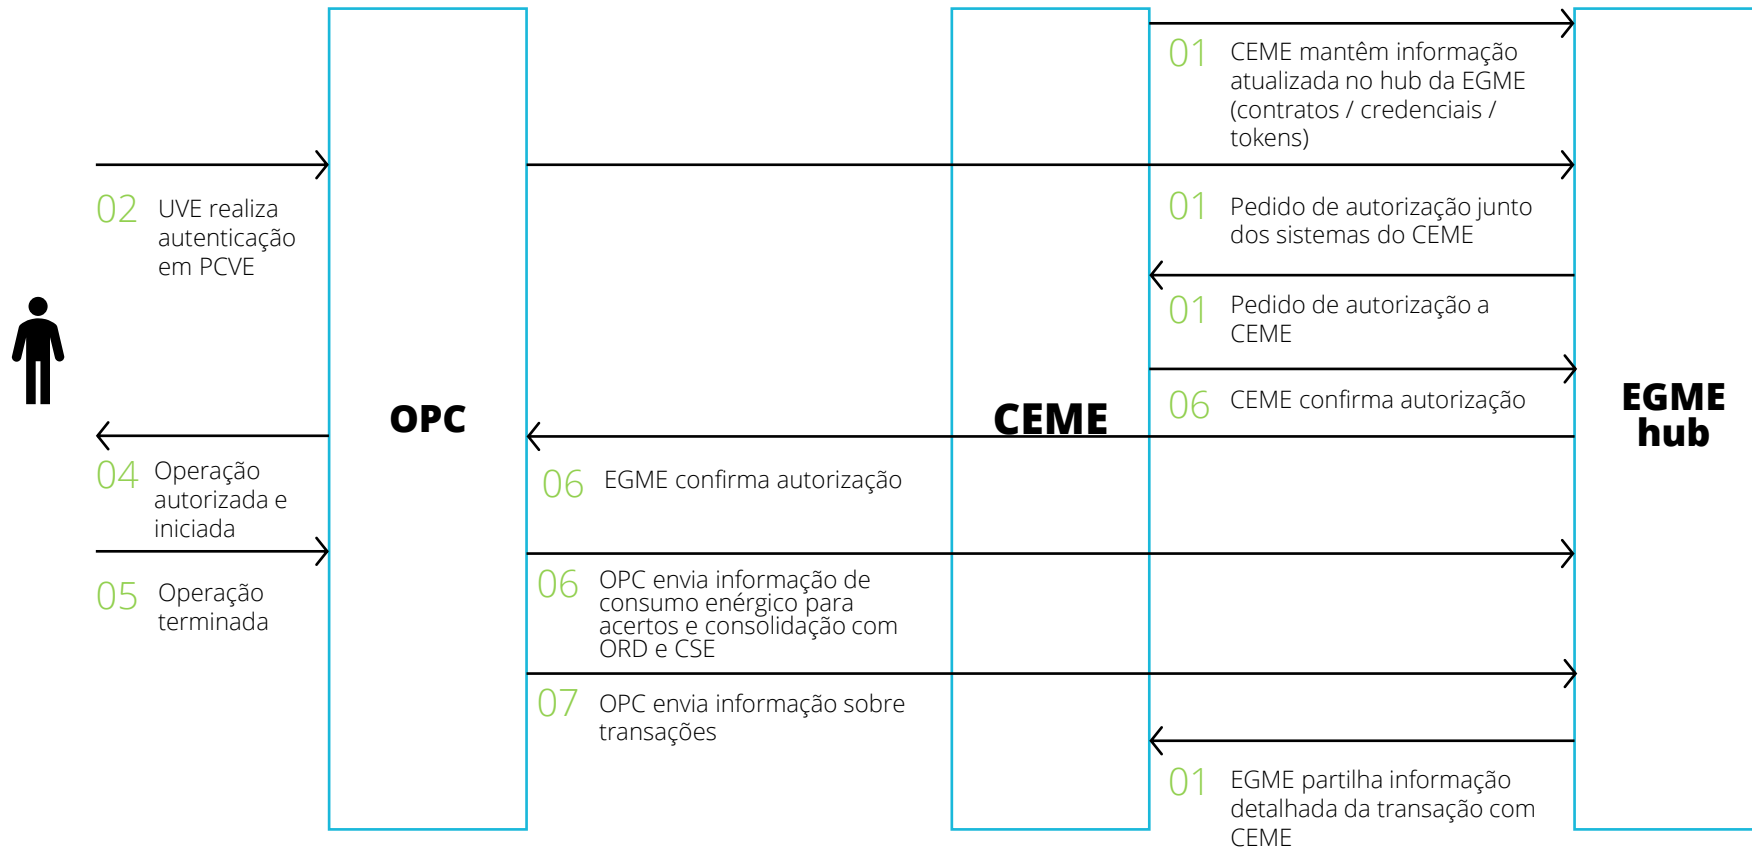 01 CEME mantêm informação
atualizada no hub da EGME
(contratos / credenciais /
tokens)
02 UVE realiza
autenticação
em PCVE
01 Pedido de autorização junto
dos sistemas do CEME
01 Pedido de autorização a
CEME
OPC
CEME
EGME
hub
06 CEME confirma autorização
04 Operação
autorizada e
iniciada
06 EGME confirma autorização
05 Operação
terminada
06 OPC envia informação de
consumo enérgico para
acertos e consolidação com
ORD e CSE
07 OPC envia informação sobre
transações
01 EGME partilha informação
detalhada da transação com
CEME